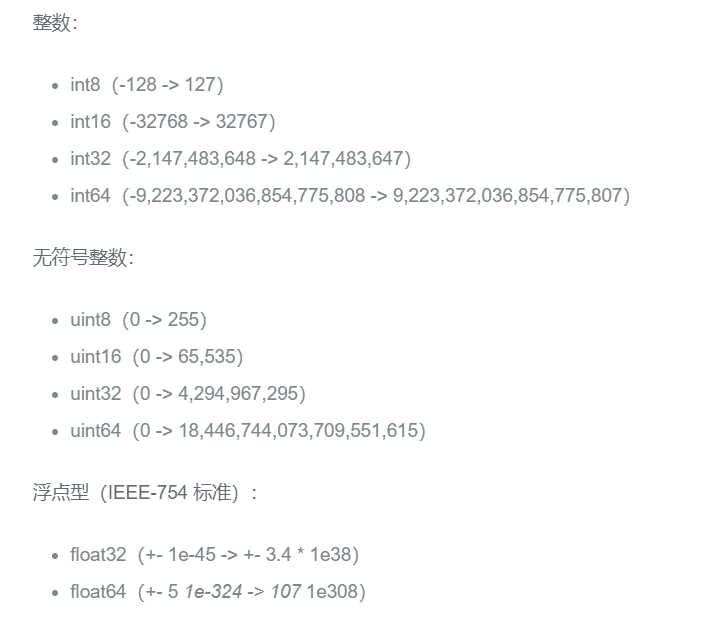 整数：
int8（-128 -> 127）
int16（-32768 -> 32767）
int32（-2,147,483,648 -> 2,147,483,647）
int64（-9,223,372,036,854,775,808 -> 9,223,372,036,854,775,807）
无符号整数：
uint8（0 -> 255）
uint16（0 -> 65,535）
uint32（0 -> 4,294,967,295）
uint64（0 -> 18,446,744,073,709,551,615）
浮点型（IEEE-754 标准）：
float32（+- 1e-45 -> +- 3.4 * 1e38）
float64（+- 5 1e-324 -> 107 1e308）